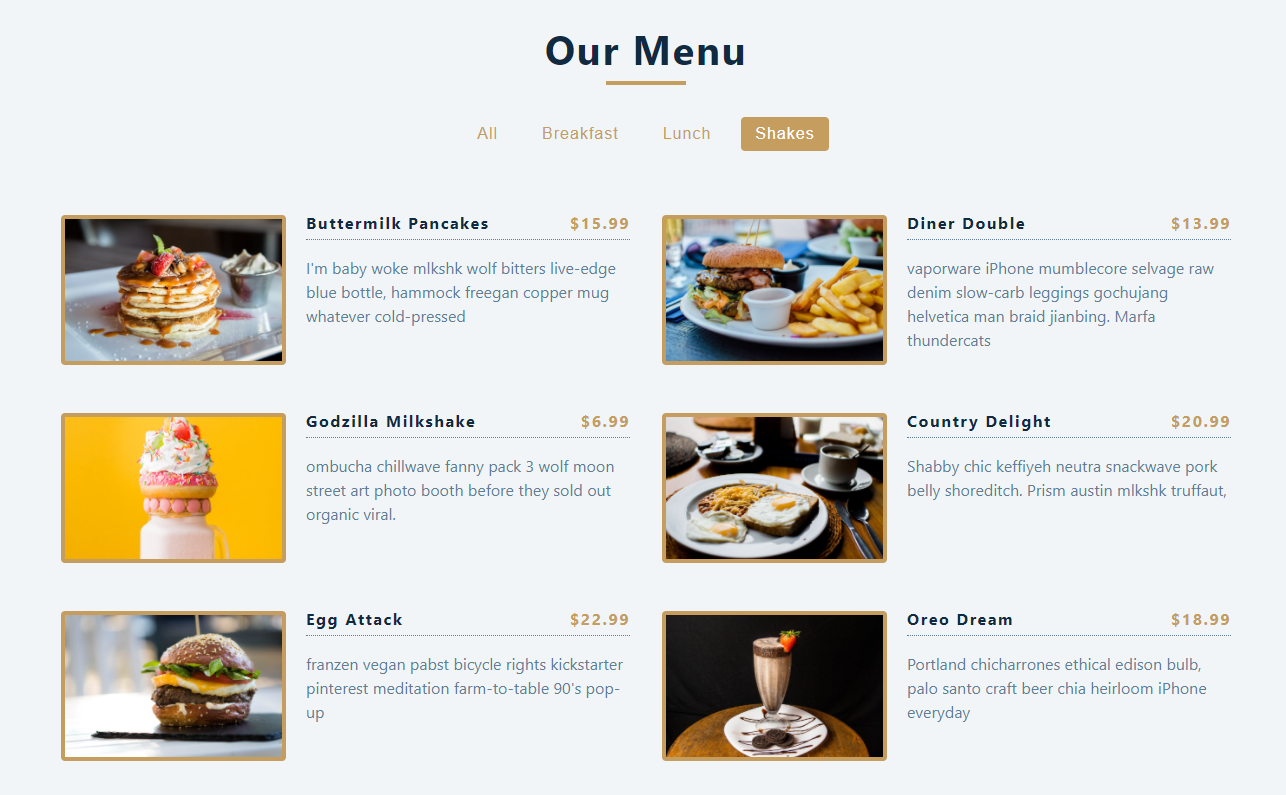 Our Menu
All Breakfast Lunch Shakes
Buttermilk Pancakes $15.99
I'm baby woke mlkshk wolf bitters live-edge
blue bottle, hammock freegan copper mug
whatever cold-pressed
Diner Double $13.99
vaporware iPhone mumblecore selvage raw
denim slow-carb leggings gochujang
helvetica man braid jianbing. Marfa
thundercats
Godzilla Milkshake $6.99
ombucha chillwave fanny pack 3 wolf moon
street art photo booth before they sold out
organic viral.
Country Delight $20.99
Shabby chic keffiyeh neutra snackwave pork
belly shoreditch. Prism austin mlkshk truffaut,
Egg Attack $22.99
franzen vegan pabst bicycle rights kickstarter
pinterest meditation farm-to-table 90's pop-
up
Oreo Dream $18.99
Portland chicharrones ethical edison bulb,
palo santo craft beer chia heirloom iPhone
everyday